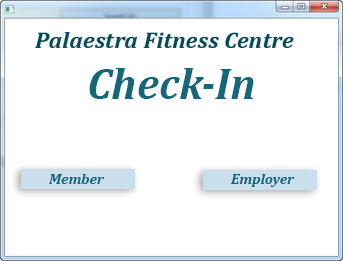 Palaestra Fitness Centre
Check-In
Member
Employer